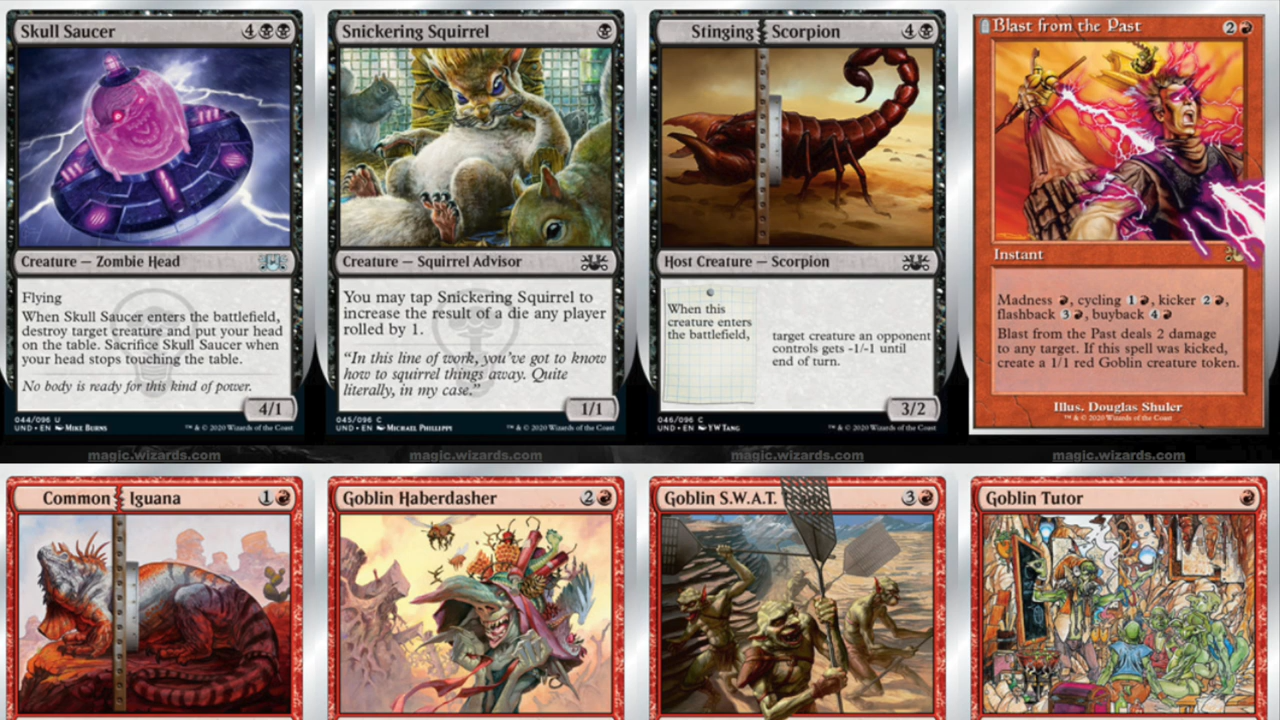 Skull Saucer 4
Creature — Zombie Head
Flying
When Skull Saucer enters the battlefield,
destroy target creature and put your head
on the table. Sacrifice Skull Saucer when
your head stops touching the table.
No body is ready for this kind of power.
4/1
044/096 U
UND • EN Mike Burns
™ & © 2020 Wizards of the Coast
magic.wizards.com
Snickering Squirrel
Creature — Squirrel Advisor
You may tap Snickering Squirrel to
increase the result of a die any player
rolled by 1.
“In this line of work, you’ve got to know
how to squirrel things away. Quite
literally, in my case.”
1/1
045/096 C
UND • EN Michael Phillippi
™ & © 2020 Wizards of the Coast
magic.wizards.com
Stinging Scorpion 4
Host Creature — Scorpion
When this
creature enters
the battlefield,
target creature an opponent
controls gets -1/-1 until
end of turn.
3/2
046/096 C
UND • EN YW Tang
™ & © 2020 Wizards of the Coast
magic.wizards.com
Blast from the Past 2
Instant
Madness , cycling 1 , kicker 2 ,
flashback 3 , buyback 4
Blast from the Past deals 2 damage
to any target. If this spell was kicked,
create a 1/1 red Goblin creature token.
Illus. Douglas Shuler
™ & © 2020 Wizards of the Coast
magic.wizards.com
Common Iguana 1
Goblin Haberdasher 2
Goblin S.W.A.T. 3
Goblin Tutor